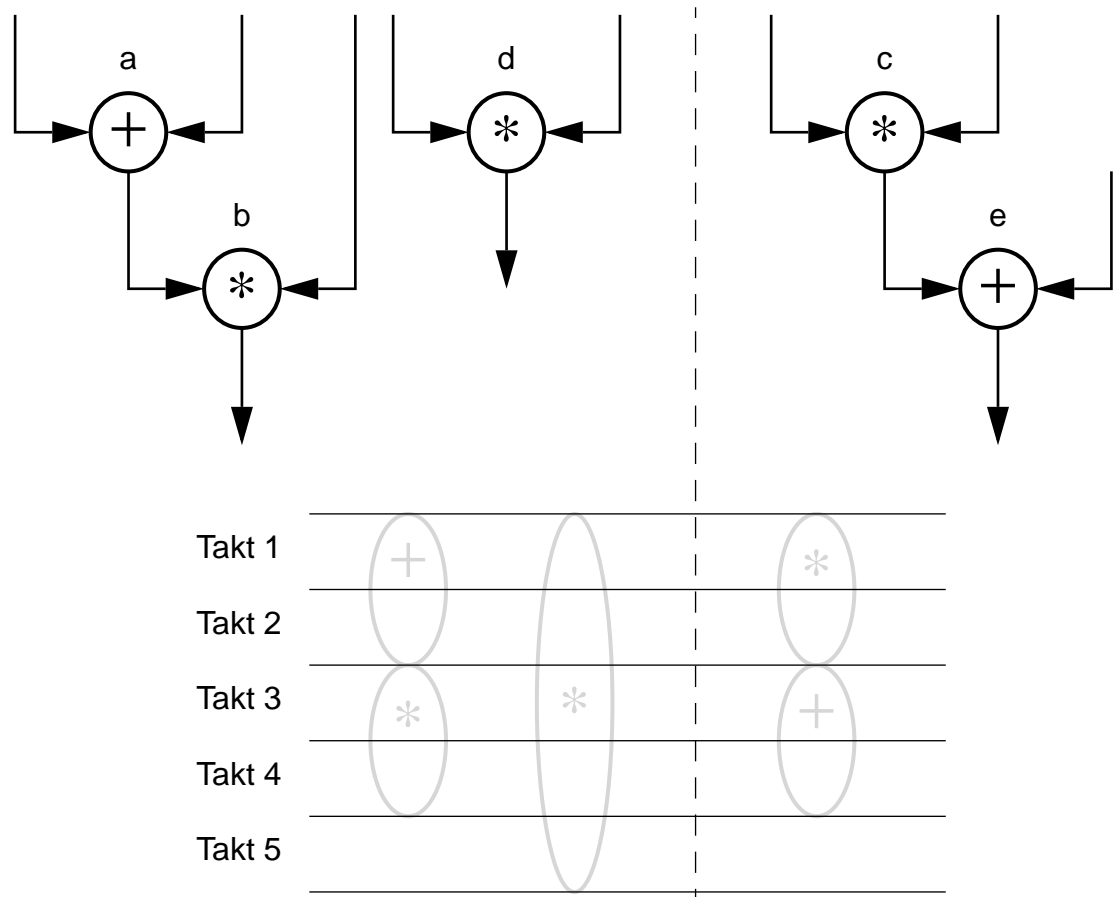 a d c
+ * *
b e
* +
Takt 1 + *
Takt 2
Takt 3 * * +
Takt 4
Takt 5